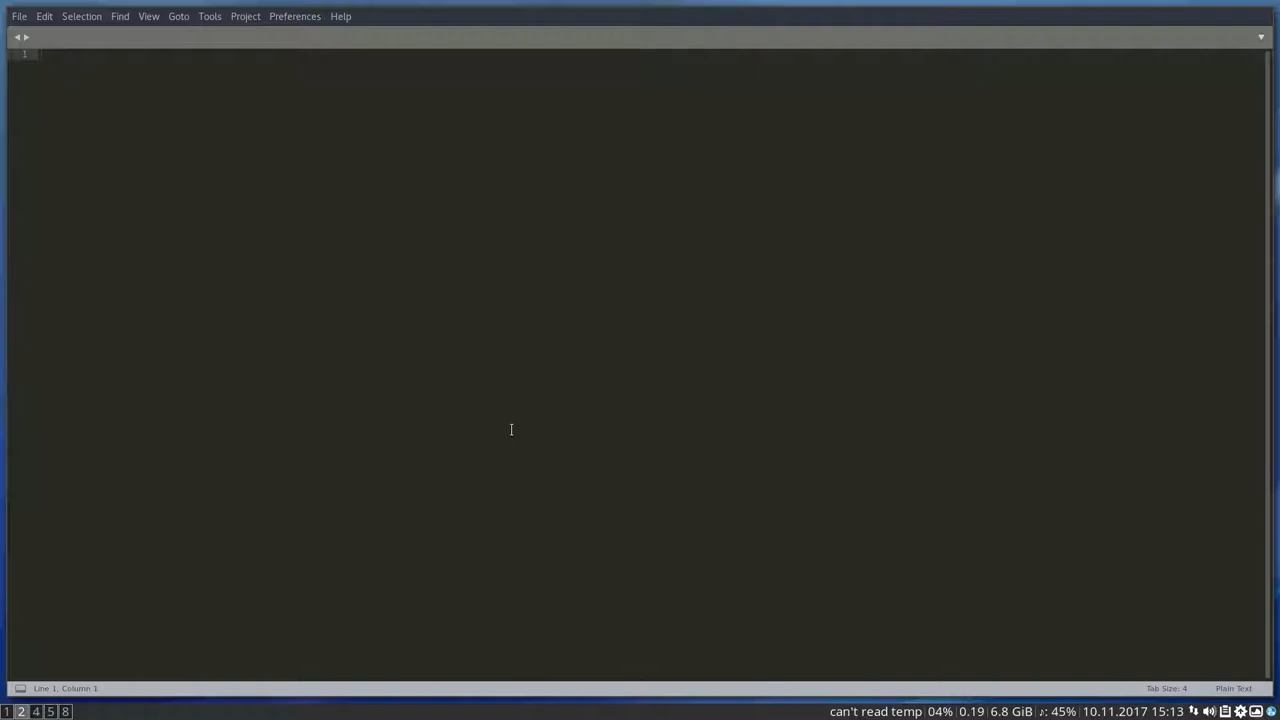 File Edit Selection Find View Goto Tools Project Preferences Help
1
Line 1, Column 1 Tab Size: 4 Plain Text
1 2 4 5 8 can't read temp 04% 0.19 6.8 GiB ♪: 45% 10.11.2017 15:13